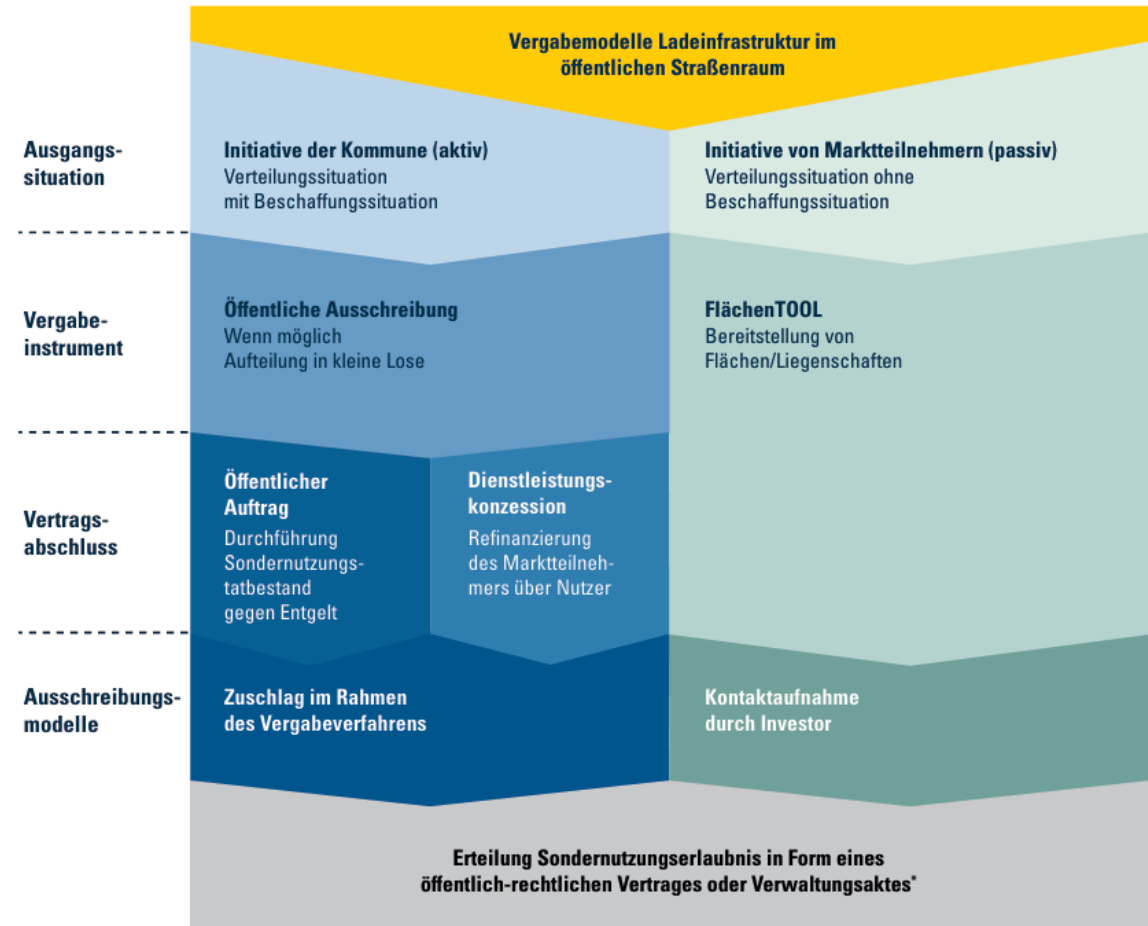 Vergabemodelle Ladeinfrastruktur im
öffentlichen Straßenraum
Ausgangs-
situation
Initiative der Kommune (aktiv)
Verteilungssituation
mit Beschaffungssituation
Initiative von Marktteilnehmern (passiv)
Verteilungssituation ohne
Beschaffungssituation
Vergabe-
instrument
Öffentliche Ausschreibung
Wenn möglich
Aufteilung in kleine Lose
FlächenTOOL
Bereitstellung von
Flächen/Liegenschaften
Vertrags-
abschluss
Öffentlicher
Auftrag
Durchführung
Sondernutzungs-
tatbestand
gegen Entgelt
Dienstleistungs-
konzession
Refinanzierung
des Marktteilneh-
mers über Nutzer
Ausschreibungs-
modelle
Zuschlag im Rahmen
des Vergabeverfahrens
Kontaktaufnahme
durch Investor
Erteilung Sondernutzungserlaubnis in Form eines
öffentlich-rechtlichen Vertrages oder Verwaltungsaktes*